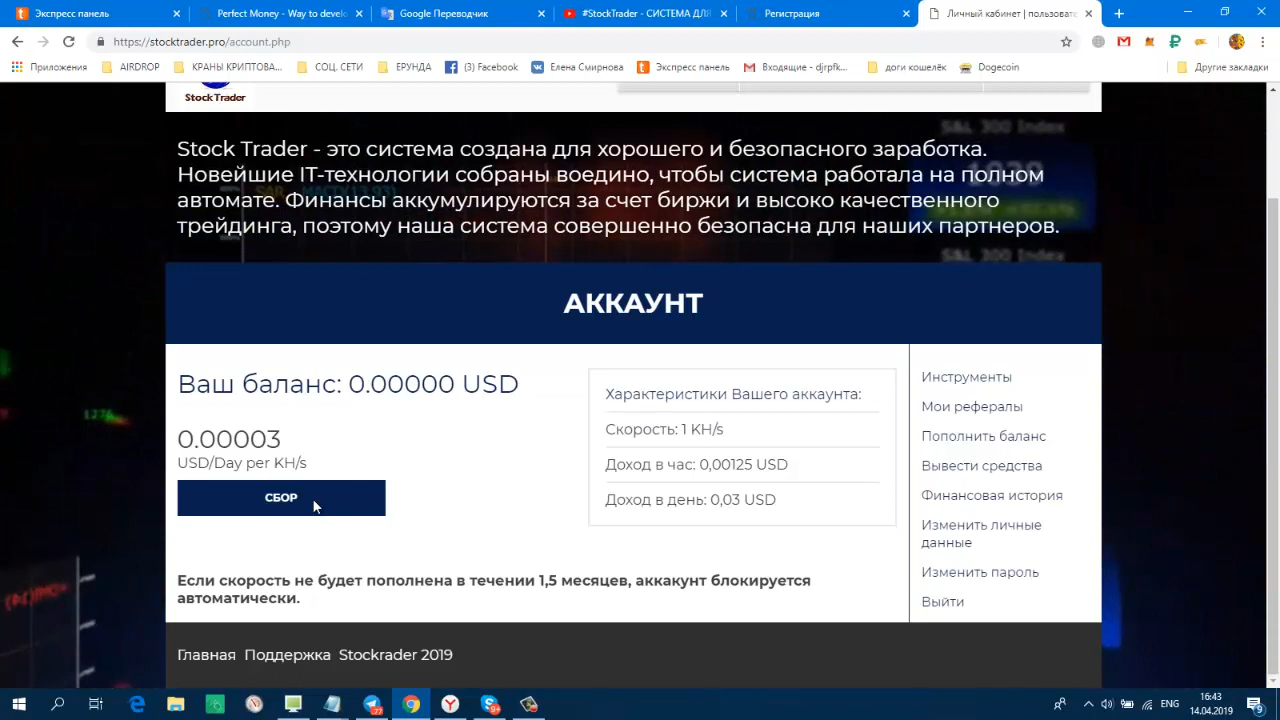 Экспресс панель
Perfect Money - Way to develo
Google Переводчик
#StockTrader - СИСТЕМА ДЛЯ
Регистрация
Личный кабинет | пользовате
https://stocktrader.pro/account.php
Приложения
AIRDROP
КРАНЫ КРИПТОВА...
СОЦ. СЕТИ
ЕРУНДА
(3) Facebook
Елена Смирнова
Экспресс панель
Входящие - djrpfk...
доги кошелёк
Dogecoin
Другие закладки
Stock Trader
S&L 300 Index
Stock Trader - это система создана для хорошего и безопасного заработка.
Новейшие IT-технологии собраны воедино, чтобы система работала на полном
автомате. Финансы аккумулируются за счет биржи и высоко качественного
трейдинга, поэтому наша система совершенно безопасна для наших партнеров.
S&L 300 Index
АККАУНТ
Ваш баланс: 0.00000 USD
0.00003
USD/Day per KH/s
СБОР
Характеристики Вашего аккаунта:
Скорость: 1 KH/s
Доход в час: 0,00125 USD
Доход в день: 0,03 USD
Инструменты
Мои рефералы
Пополнить баланс
Вывести средства
Финансовая история
Изменить личные
данные
Изменить пароль
Выйти
1276
Если скорость не будет пополнена в течении 1,5 месяцев, аккакунт блокируется
автоматически.
Главная Поддержка Stockrader 2019
ENG
16:43
14.04.2019